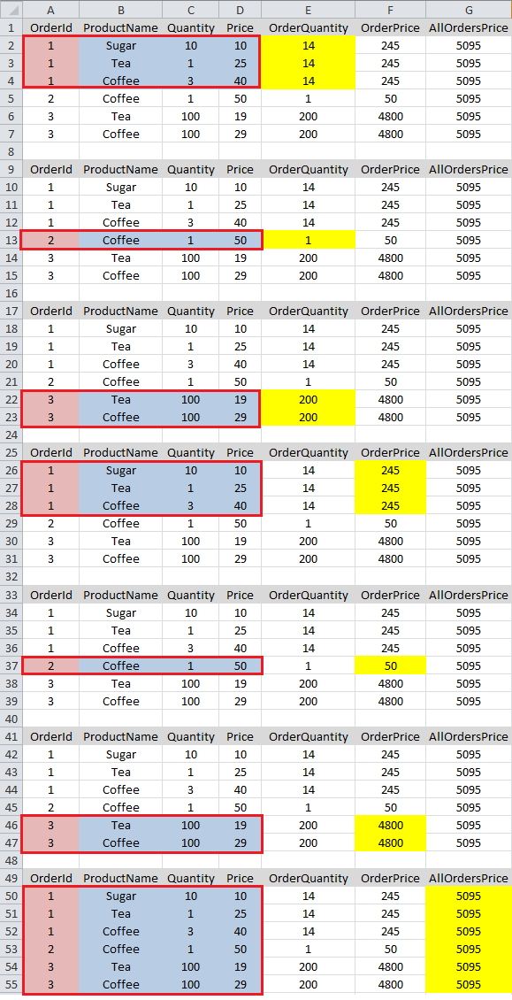 A B C D E F G
1 OrderId ProductName Quantity Price OrderQuantity OrderPrice AllOrdersPrice
2 1 Sugar 10 10 14 245 5095
3 1 Tea 1 25 14 245 5095
4 1 Coffee 3 40 14 245 5095
5 2 Coffee 1 50 1 50 5095
6 3 Tea 100 19 200 4800 5095
7 3 Coffee 100 29 200 4800 5095
8
9 OrderId ProductName Quantity Price OrderQuantity OrderPrice AllOrdersPrice
10 1 Sugar 10 10 14 245 5095
11 1 Tea 1 25 14 245 5095
12 1 Coffee 3 40 14 245 5095
13 2 Coffee 1 50 1 50 5095
14 3 Tea 100 19 200 4800 5095
15 3 Coffee 100 29 200 4800 5095
16
17 OrderId ProductName Quantity Price OrderQuantity OrderPrice AllOrdersPrice
18 1 Sugar 10 10 14 245 5095
19 1 Tea 1 25 14 245 5095
20 1 Coffee 3 40 14 245 5095
21 2 Coffee 1 50 1 50 5095
22 3 Tea 100 19 200 4800 5095
23 3 Coffee 100 29 200 4800 5095
24
25 OrderId ProductName Quantity Price OrderQuantity OrderPrice AllOrdersPrice
26 1 Sugar 10 10 14 245 5095
27 1 Tea 1 25 14 245 5095
28 1 Coffee 3 40 14 245 5095
29 2 Coffee 1 50 1 50 5095
30 3 Tea 100 19 200 4800 5095
31 3 Coffee 100 29 200 4800 5095
32
33 OrderId ProductName Quantity Price OrderQuantity OrderPrice AllOrdersPrice
34 1 Sugar 10 10 14 245 5095
35 1 Tea 1 25 14 245 5095
36 1 Coffee 3 40 14 245 5095
37 2 Coffee 1 50 1 50 5095
38 3 Tea 100 19 200 4800 5095
39 3 Coffee 100 29 200 4800 5095
40
41 OrderId ProductName Quantity Price OrderQuantity OrderPrice AllOrdersPrice
42 1 Sugar 10 10 14 245 5095
43 1 Tea 1 25 14 245 5095
44 1 Coffee 3 40 14 245 5095
45 2 Coffee 1 50 1 50 5095
46 3 Tea 100 19 200 4800 5095
47 3 Coffee 100 29 200 4800 5095
48
49 OrderId ProductName Quantity Price OrderQuantity OrderPrice AllOrdersPrice
50 1 Sugar 10 10 14 245 5095
51 1 Tea 1 25 14 245 5095
52 1 Coffee 3 40 14 245 5095
53 2 Coffee 1 50 1 50 5095
54 3 Tea 100 19 200 4800 5095
55 3 Coffee 100 29 200 4800 5095